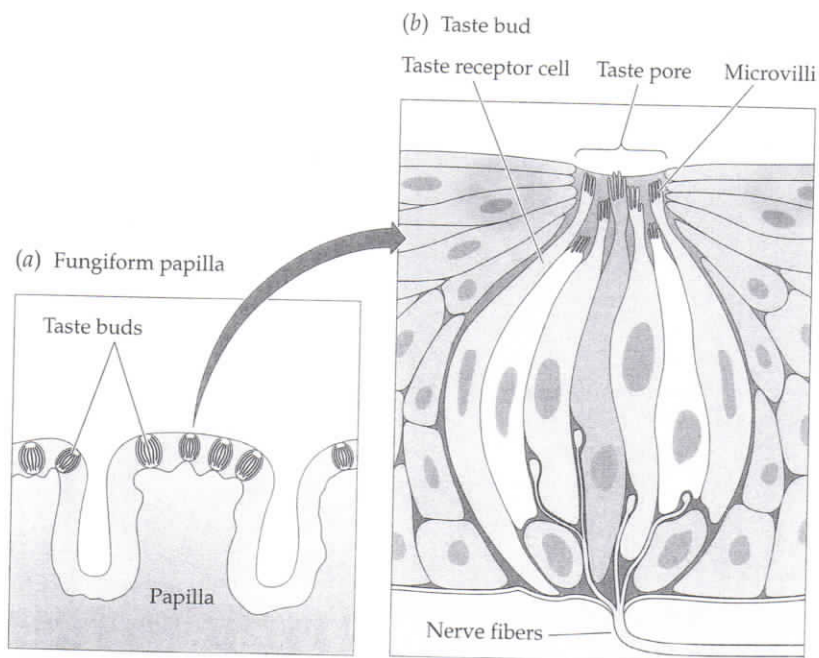 (b) Taste bud
Taste receptor cell Taste pore Microvilli
(a) Fungiform papilla
Taste buds
Papilla
Nerve fibers